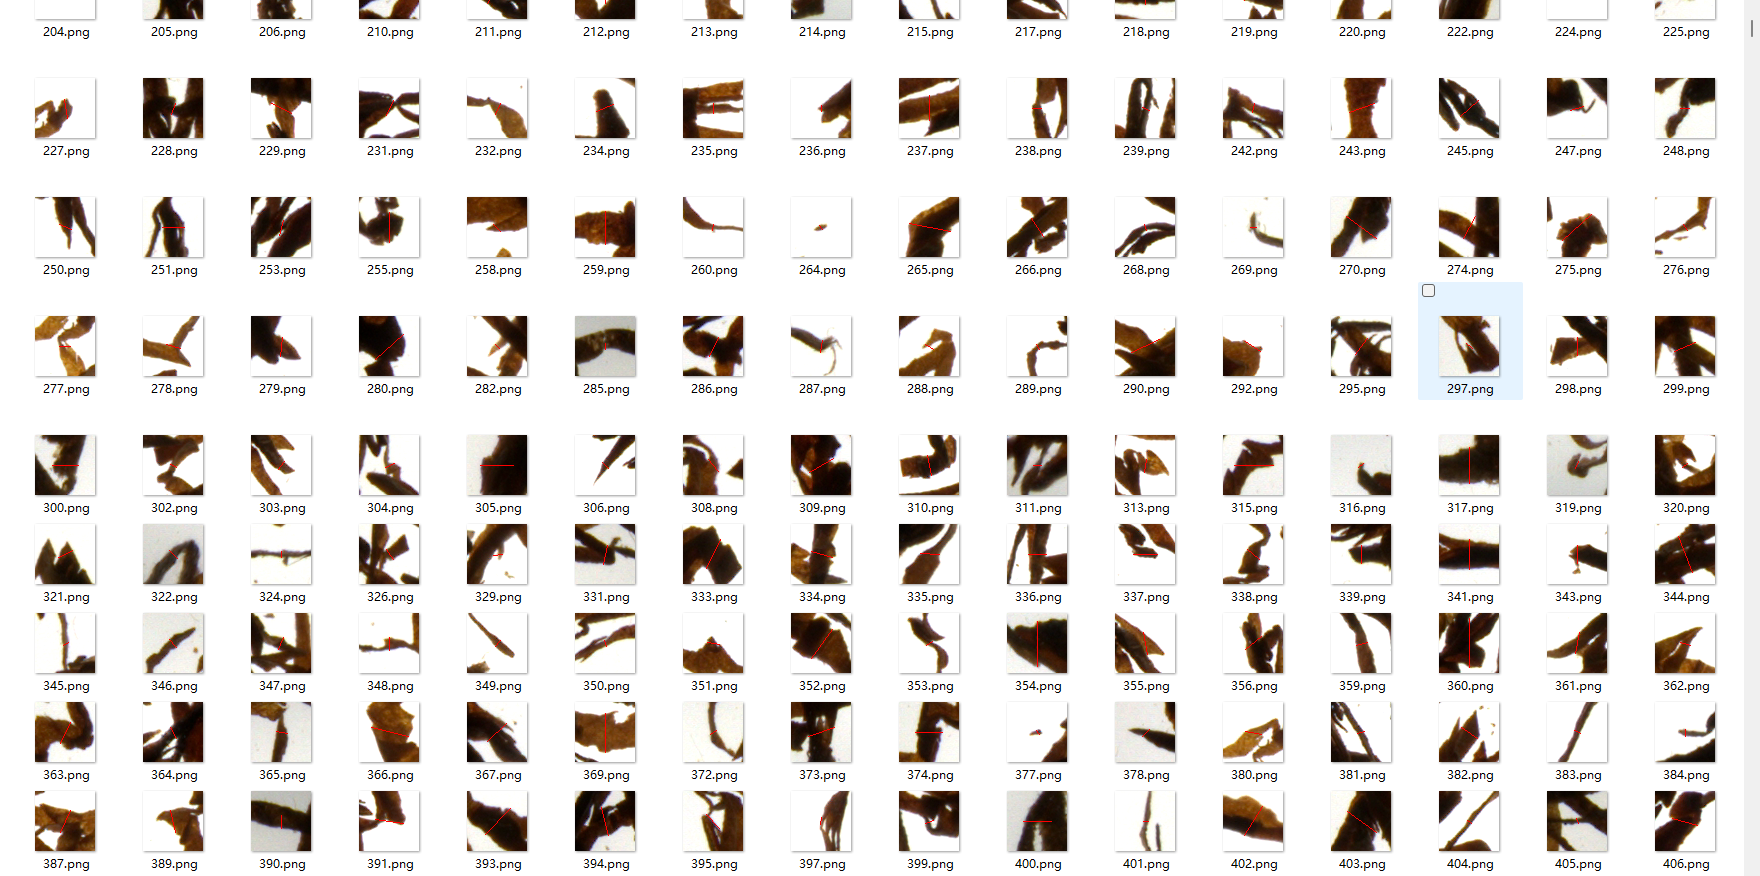 204.png 205.png 206.png 210.png 211.png 212.png 213.png 214.png 215.png 217.png 218.png 219.png 220.png 222.png 224.png 225.png
227.png 228.png 229.png 231.png 232.png 234.png 235.png 236.png 237.png 238.png 239.png 242.png 243.png 245.png 247.png 248.png
250.png 251.png 253.png 255.png 258.png 259.png 260.png 264.png 265.png 266.png 268.png 269.png 270.png 274.png 275.png 276.png
277.png 278.png 279.png 280.png 282.png 285.png 286.png 287.png 288.png 289.png 290.png 292.png 295.png 297.png 298.png 299.png
300.png 302.png 303.png 304.png 305.png 306.png 308.png 309.png 310.png 311.png 313.png 315.png 316.png 317.png 319.png 320.png
321.png 322.png 324.png 326.png 329.png 331.png 333.png 334.png 335.png 336.png 337.png 338.png 339.png 341.png 343.png 344.png
345.png 346.png 347.png 348.png 349.png 350.png 351.png 352.png 353.png 354.png 355.png 356.png 359.png 360.png 361.png 362.png
363.png 364.png 365.png 366.png 367.png 369.png 372.png 373.png 374.png 377.png 378.png 380.png 381.png 382.png 383.png 384.png
387.png 389.png 390.png 391.png 393.png 394.png 395.png 397.png 399.png 400.png 401.png 402.png 403.png 404.png 405.png 406.png